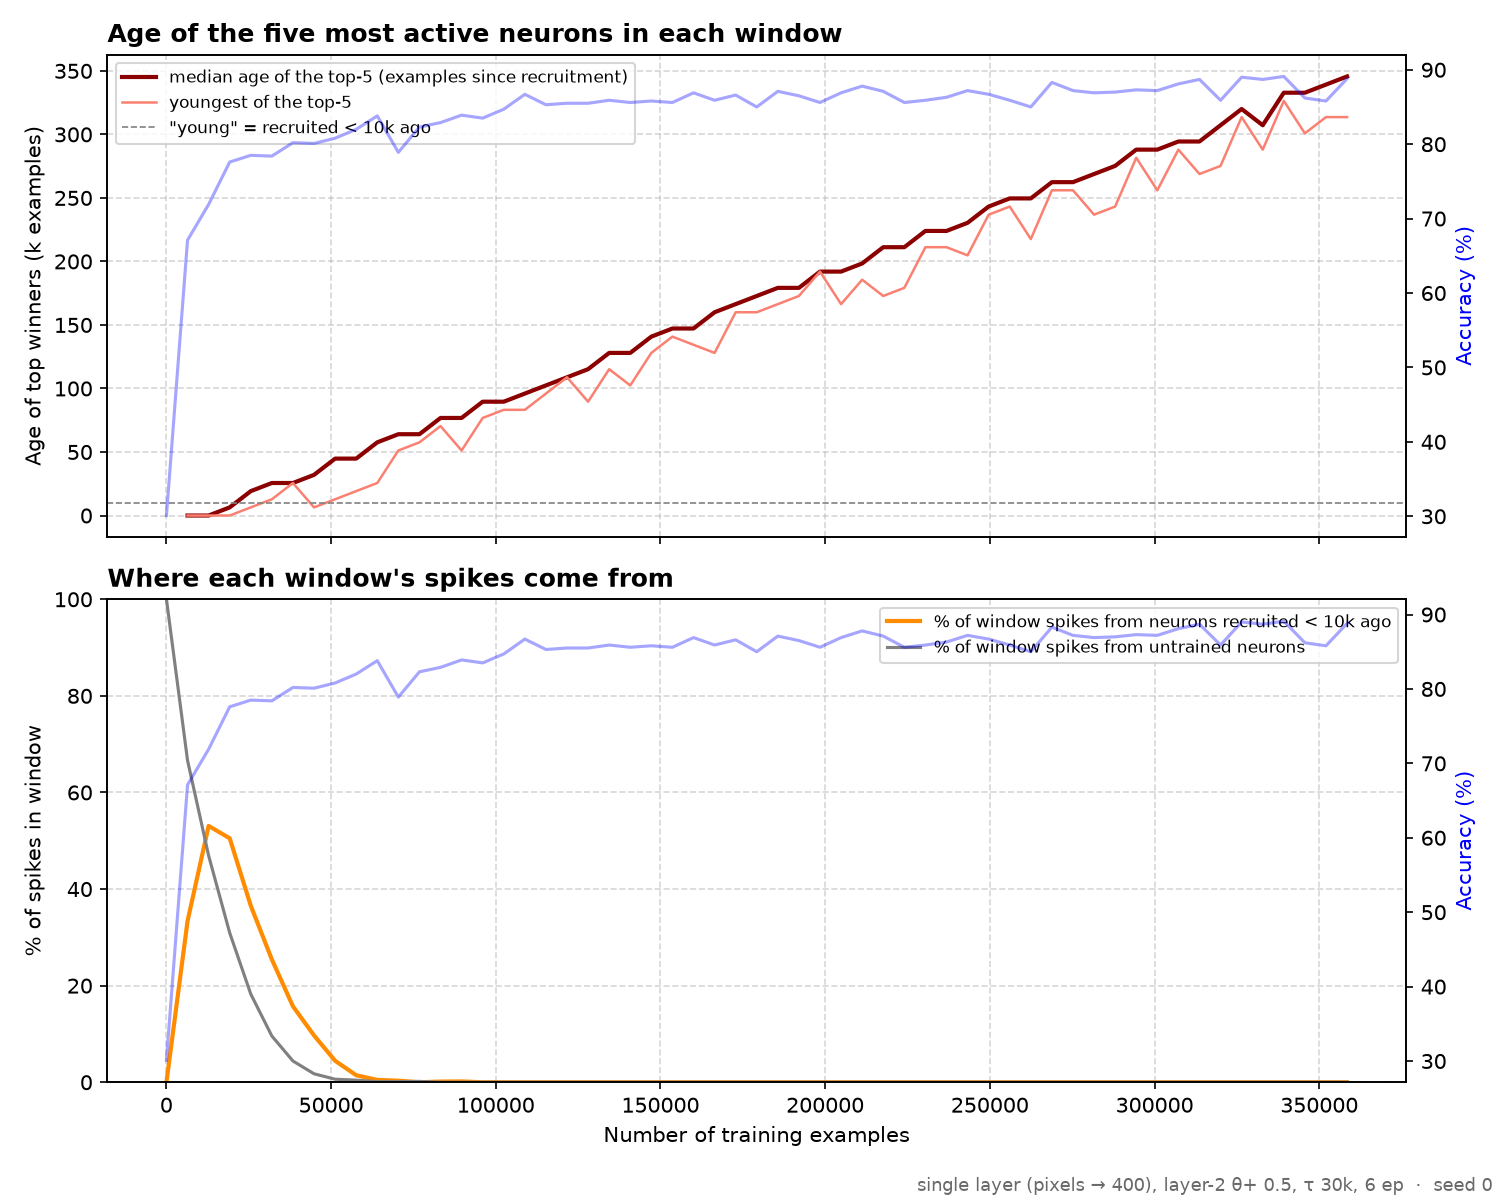 Age of the five most active neurons in each window
median age of the top-5 (examples since recruitment)
youngest of the top-5
"young" = recruited < 10k ago
Age of top winners (k examples)
350
300
250
200
150
100
50
0
90
80
70
60
50
40
30
Accuracy (%)
Where each window's spikes come from
% of window spikes from neurons recruited < 10k ago
% of window spikes from untrained neurons
% of spikes in window
100
80
60
40
20
0
90
80
70
60
50
40
30
Accuracy (%)
0 50000 100000 150000 200000 250000 300000 350000
Number of training examples
single layer (pixels → 400), layer-2 θ+ 0.5, τ 30k, 6 ep · seed 0